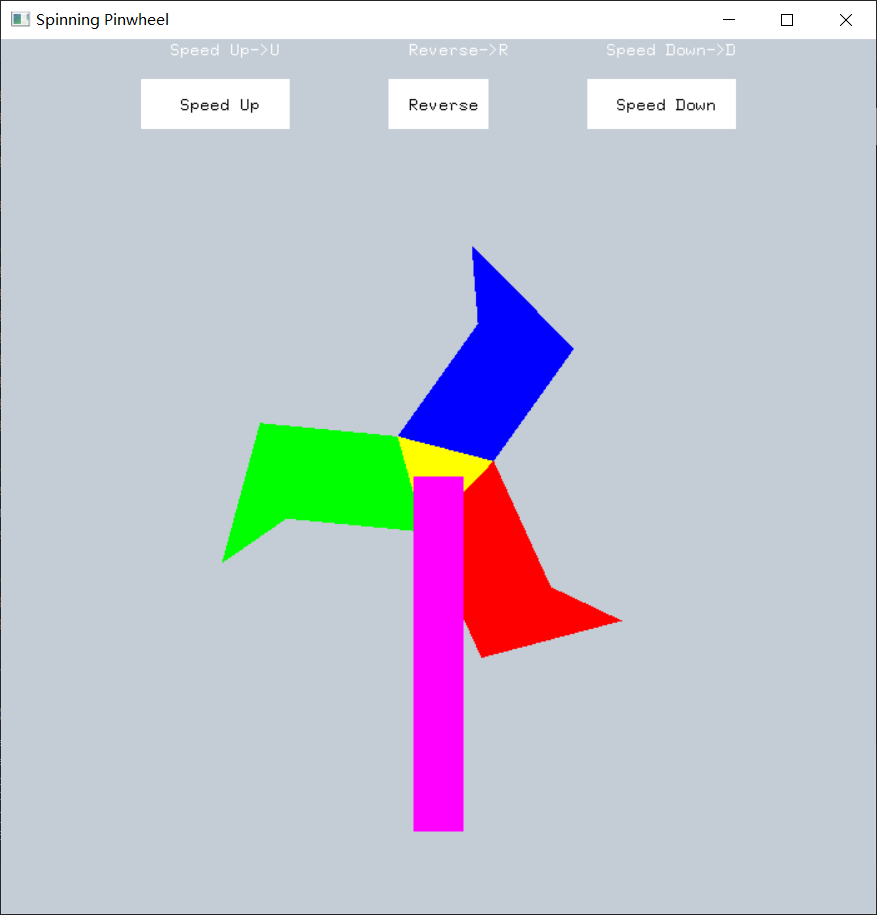 Spinning Pinwheel
Speed Up->U Reverse->R Speed Down->D
Speed Up Reverse Speed Down